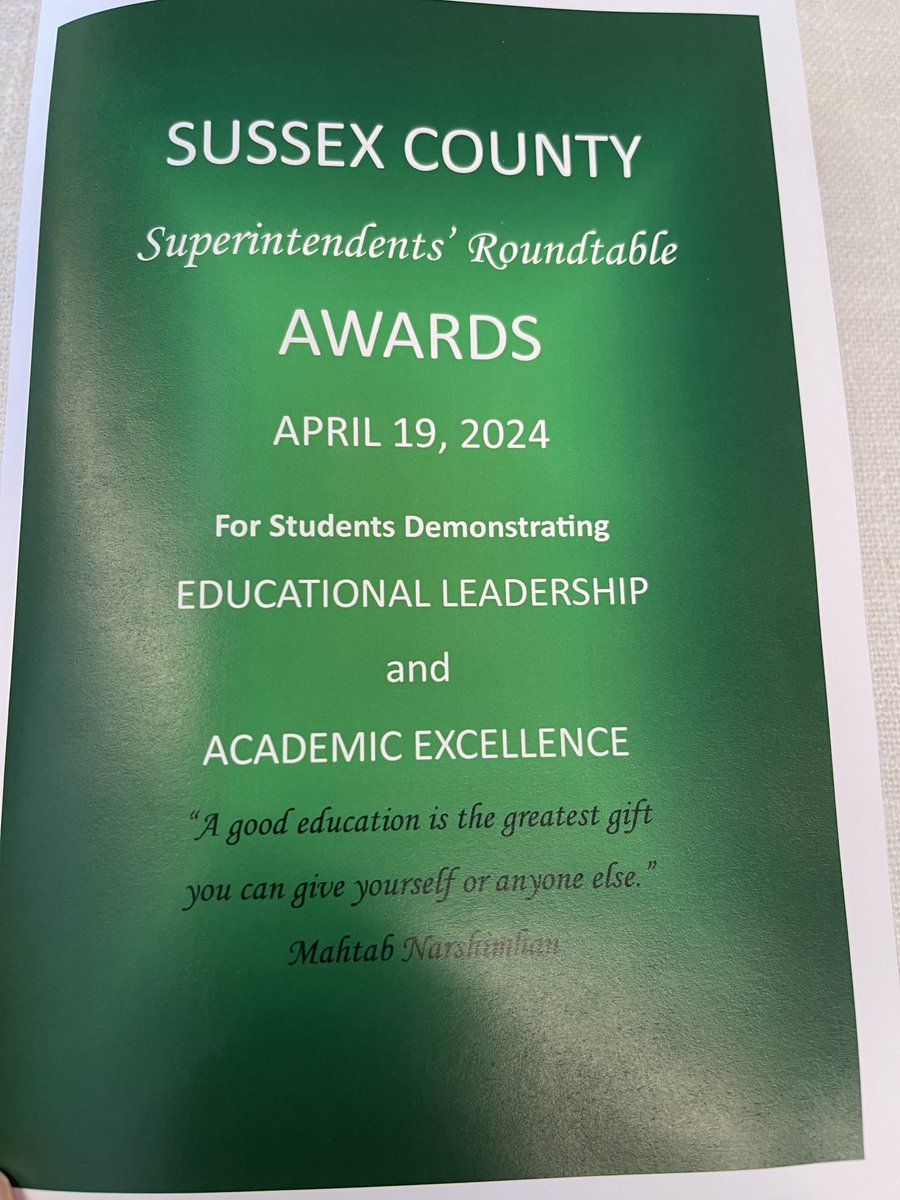 SUSSEX COUNTY
Superintendents’ Roundtable
AWARDS
APRIL 19, 2024
For Students Demonstrating
EDUCATIONAL LEADERSHIP
and
ACADEMIC EXCELLENCE
“A good education is the greatest gift
you can give yourself or anyone else.”
Mahtab Narshimhan